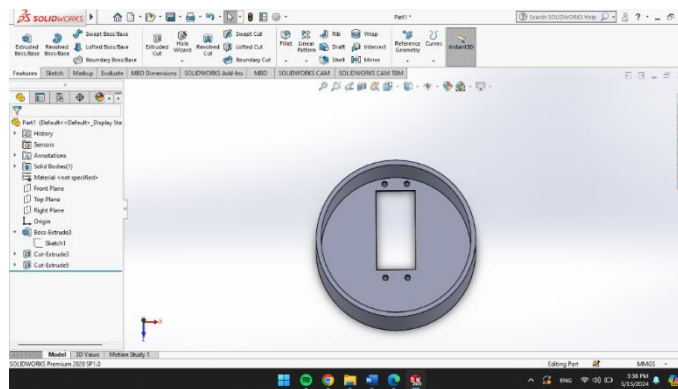 SOLIDWORKS
Part1 *
Search SOLIDWORKS Help
Extruded Boss/Base
Revolved Boss/Base
Swept Boss/Base
Lofted Boss/Base
Boundary Boss/Base
Extruded Cut
Hole Wizard
Revolved Cut
Swept Cut
Lofted Cut
Boundary Cut
Fillet
Linear Pattern
Rib
Draft
Shell
Wrap
Intersect
Mirror
Reference Geometry
Curves
Instant3D
Features Sketch Markup Evaluate MBD Dimensions SOLIDWORKS Add-Ins MBD SOLIDWORKS CAM SOLIDWORKS CAM TBM
Part1 (Default<<Default>_Display Sta
History
Sensors
Annotations
Solid Bodies(1)
Material <not specified>
Front Plane
Top Plane
Right Plane
Origin
Boss-Extrude3
Sketch1
Cut-Extrude3
Cut-Extrude5
Model 3D Views Motion Study 1
SOLIDWORKS Premium 2020 SP1.0
Editing Part
MMGS
ENG
3:38 PM
5/15/2024